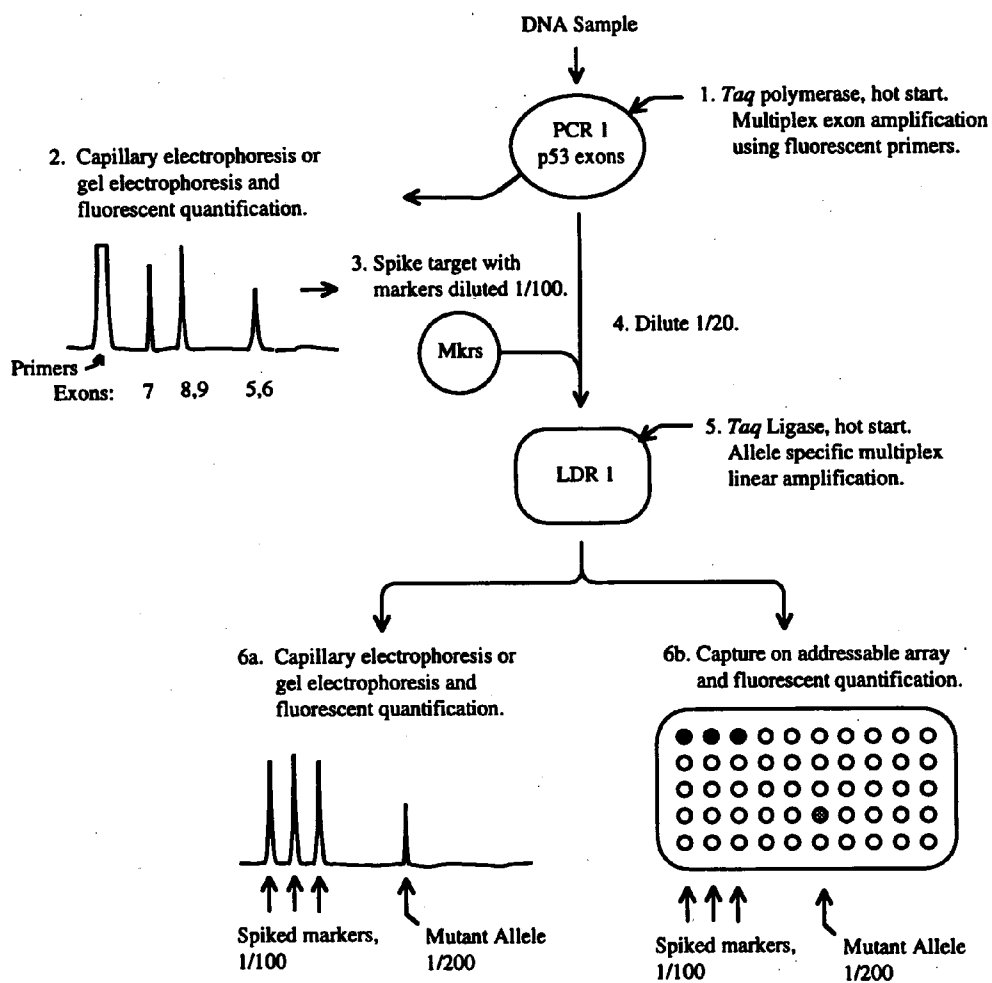 DNA Sample
PCR 1
p53 exons
1. Taq polymerase, hot start.
Multiplex exon amplification
using fluorescent primers.
2. Capillary electrophoresis or
gel electrophoresis and
fluorescent quantification.
Primers
Exons: 7 8,9 5,6
3. Spike target with
markers diluted 1/100.
Mkrs
4. Dilute 1/20.
LDR 1
5. Taq Ligase, hot start.
Allele specific multiplex
linear amplification.
6a. Capillary electrophoresis or
gel electrophoresis and
fluorescent quantification.
Spiked markers,
1/100
Mutant Allele
1/200
6b. Capture on addressable array
and fluorescent quantification.
Spiked markers,
1/100
Mutant Allele
1/200